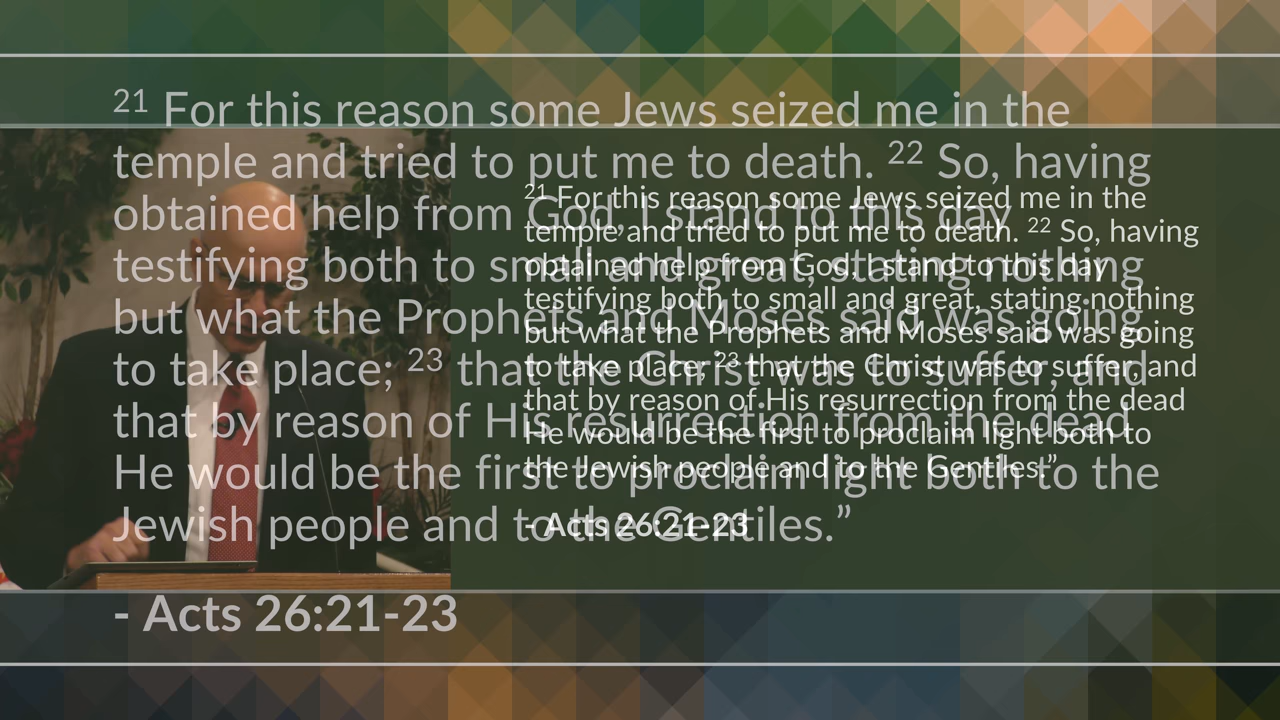 21 For this reason some Jews seized me in the
temple and tried to put me to death. 22 So, having
obtained help from God, I stand to this day
testifying both to small and great, stating nothing
but what the Prophets and Moses said was going
to take place; 23 that the Christ was to suffer, and
that by reason of His resurrection from the dead
He would be the first to proclaim light both to the
Jewish people and to the Gentiles.”
- Acts 26:21-23
21 For this reason some Jews seized me in the
temple and tried to put me to death. 22 So, having
obtained help from God, I stand to this day
testifying both to small and great, stating nothing
but what the Prophets and Moses said was going
to take place; 23 that the Christ was to suffer, and
that by reason of His resurrection from the dead
He would be the first to proclaim light both to
the Jewish people and to the Gentiles.”
- Acts 26:21-23